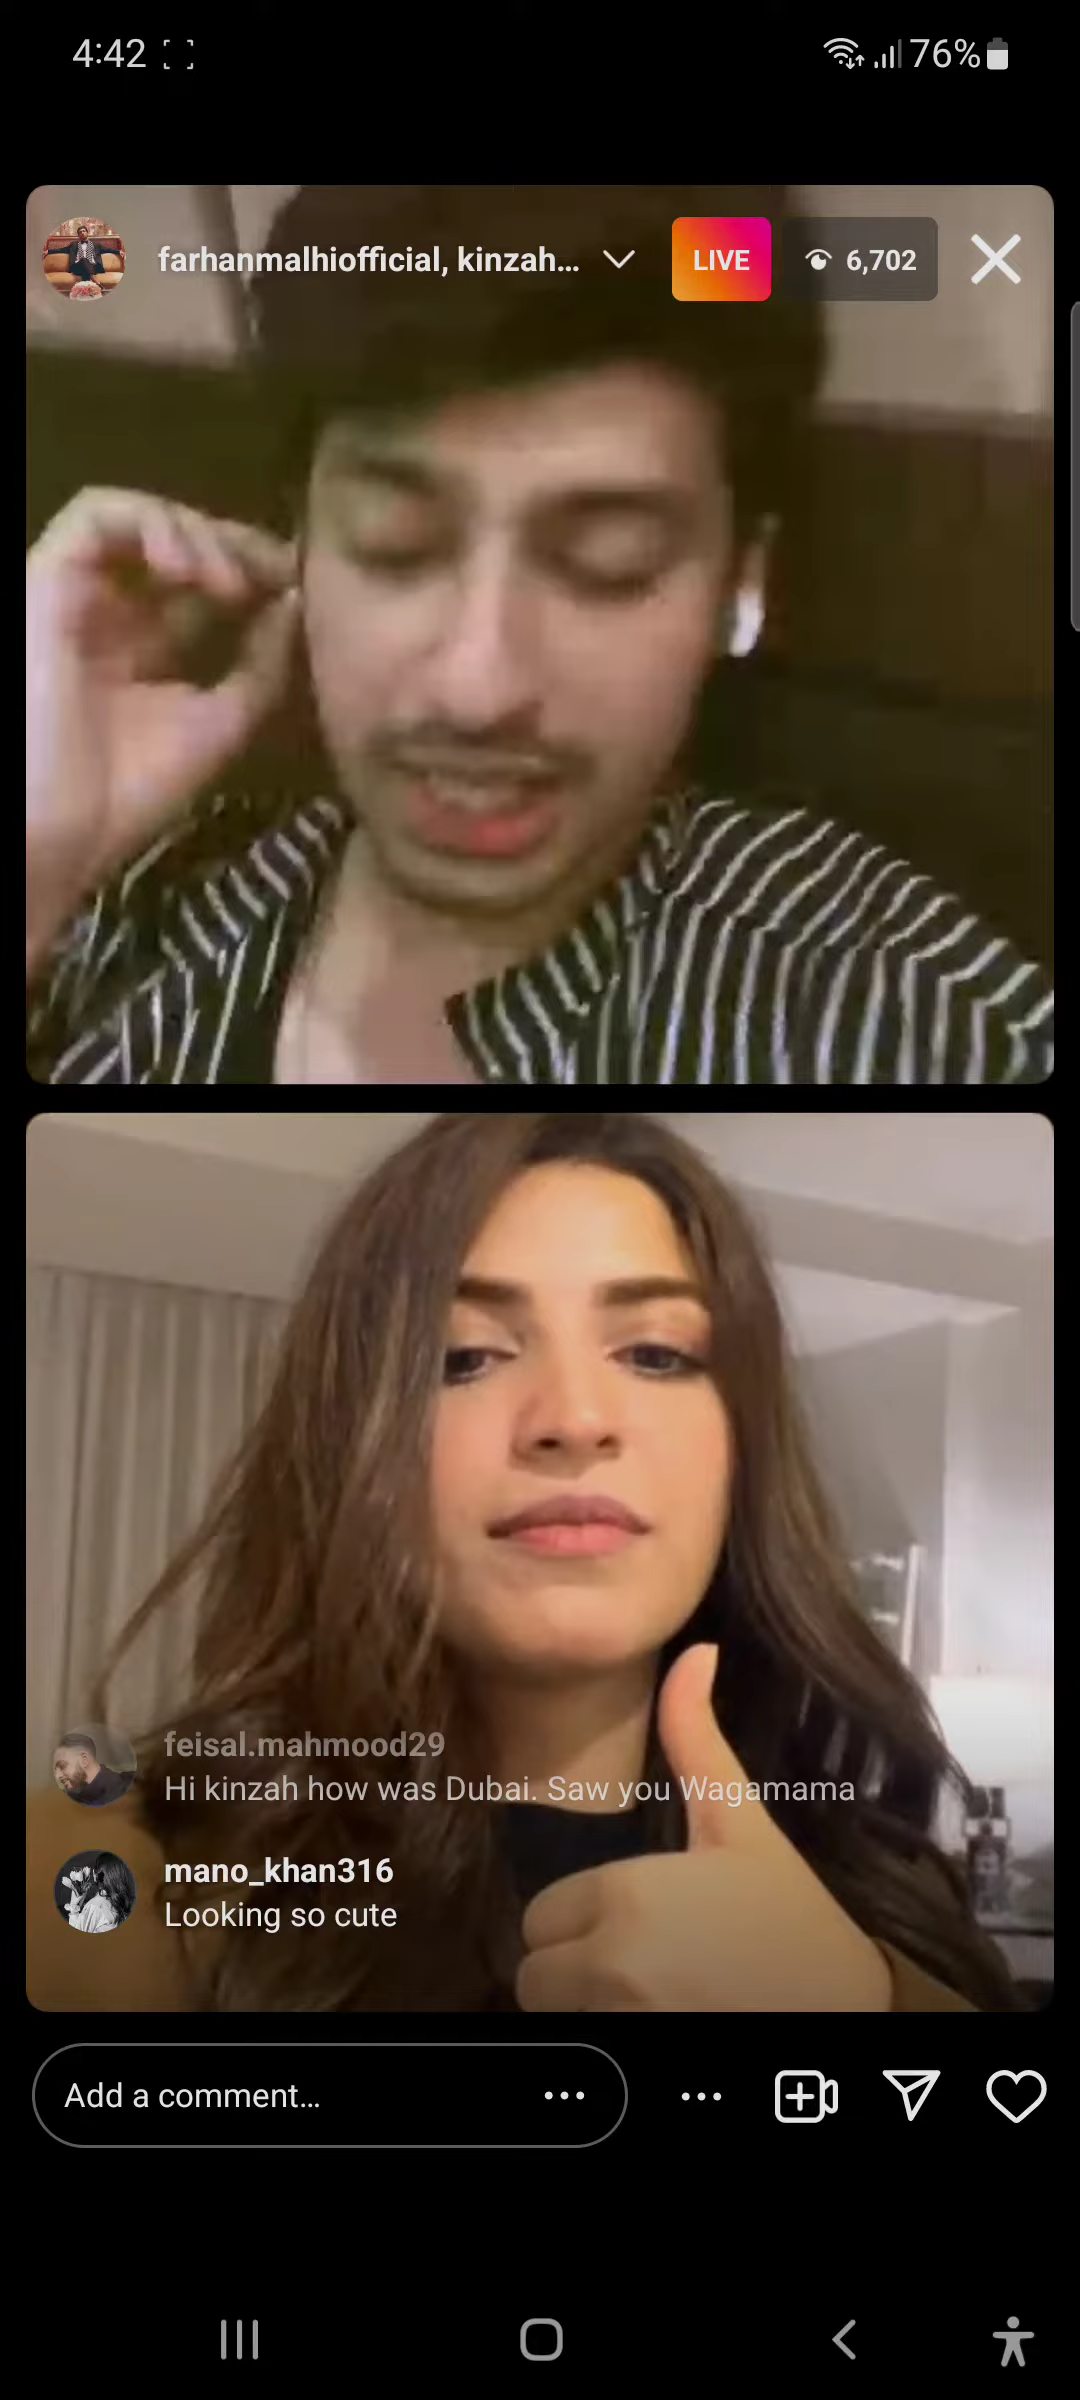 4:42
76%
farhanmalhiofficial, kinzah...
LIVE
6,702
feisal.mahmood29
Hi kinzah how was Dubai. Saw you Wagamama
mano_khan316
Looking so cute
Add a comment...